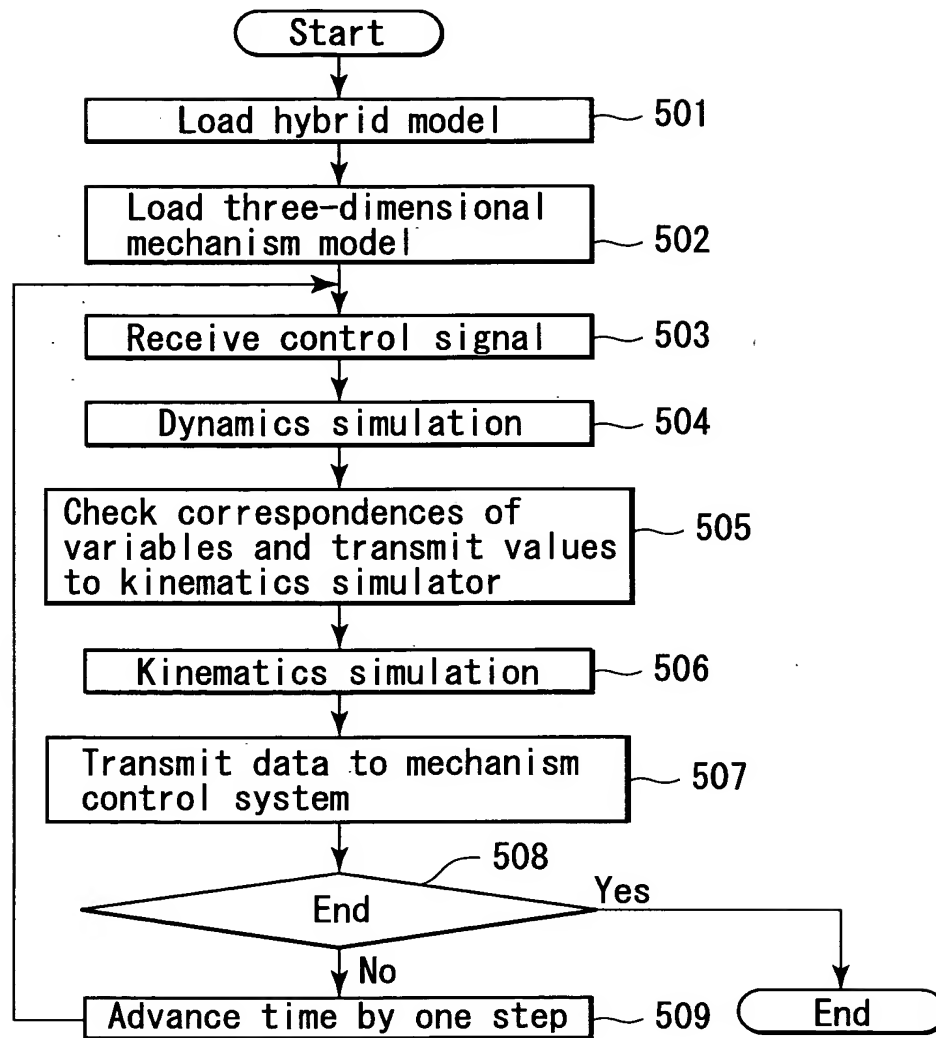 Start
Load hybrid model
501
Load three-dimensional
mechanism model
502
Receive control signal
503
Dynamics simulation
504
Check correspondences of
variables and transmit values
to kinematics simulator
505
Kinematics simulation
506
Transmit data to mechanism
control system
507
508
End
Yes
No
Advance time by one step
509
End